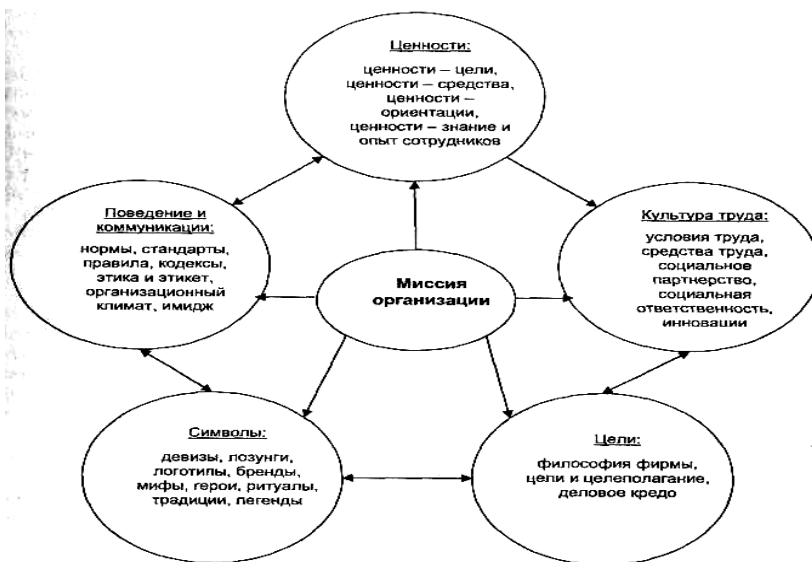 Ценности:
ценности – цели,
ценности – средства,
ценности –
ориентации,
ценности – знание и
опыт сотрудников
Поведение и
коммуникации:
нормы, стандарты,
правила, кодексы,
этика и этикет,
организационный
климат, имидж
Миссия
организации
Культура труда:
условия труда,
средства труда,
социальное
партнерство,
социальная
ответственность,
инновации
Символы:
девизы, лозунги,
логотипы, бренды,
мифы, герои, ритуалы,
традиции, легенды
Цели:
философия фирмы,
цели и целеполагание,
деловое кредо